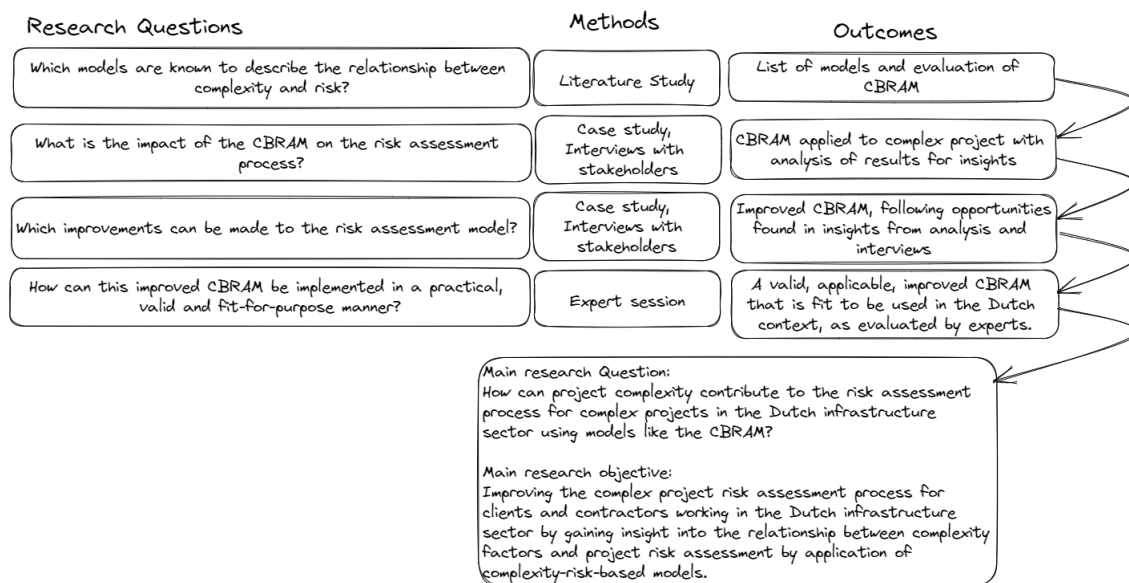 Research Questions
Methods
Outcomes
Which models are known to describe the relationship between
complexity and risk?
Literature Study
List of models and evaluation of
CBRAM
What is the impact of the CBRAM on the risk assessment
process?
Case study,
Interviews with
stakeholders
CBRAM applied to complex project with
analysis of results for insights
Which improvements can be made to the risk assessment model?
Case study,
Interviews with
stakeholders
Improved CBRAM, following opportunities
found in insights from analysis and
interviews
How can this improved CBRAM be implemented in a practical,
valid and fit-for-purpose manner?
Expert session
A valid, applicable, improved CBRAM
that is fit to be used in the Dutch
context, as evaluated by experts.
Main research Question:
How can project complexity contribute to the risk assessment
process for complex projects in the Dutch infrastructure
sector using models like the CBRAM?
Main research objective:
Improving the complex project risk assessment process for
clients and contractors working in the Dutch infrastructure
sector by gaining insight into the relationship between complexity
factors and project risk assessment by application of
complexity-risk-based models.